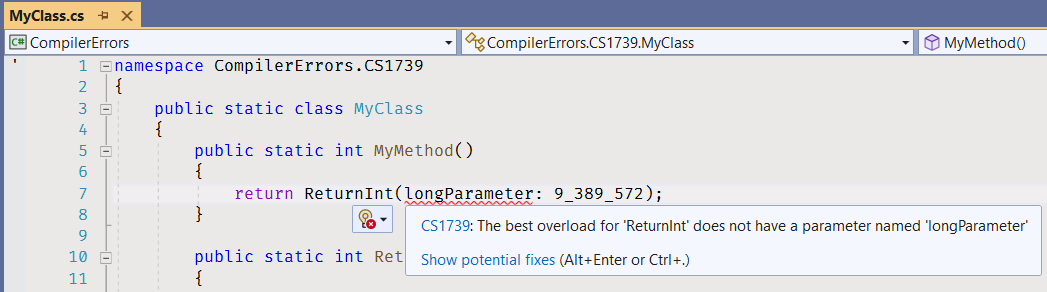 MyClass.cs
CompilerErrors CompilerErrors.CS1739.MyClass MyMethod()
1 namespace CompilerErrors.CS1739
2 {
3 public static class MyClass
4 {
5 public static int MyMethod()
6 {
7 return ReturnInt(longParameter: 9_389_572);
8 }
CS1739: The best overload for 'ReturnInt' does not have a parameter named 'longParameter'
9
10 public static int Ret
Show potential fixes (Alt+Enter or Ctrl+.)
11 {